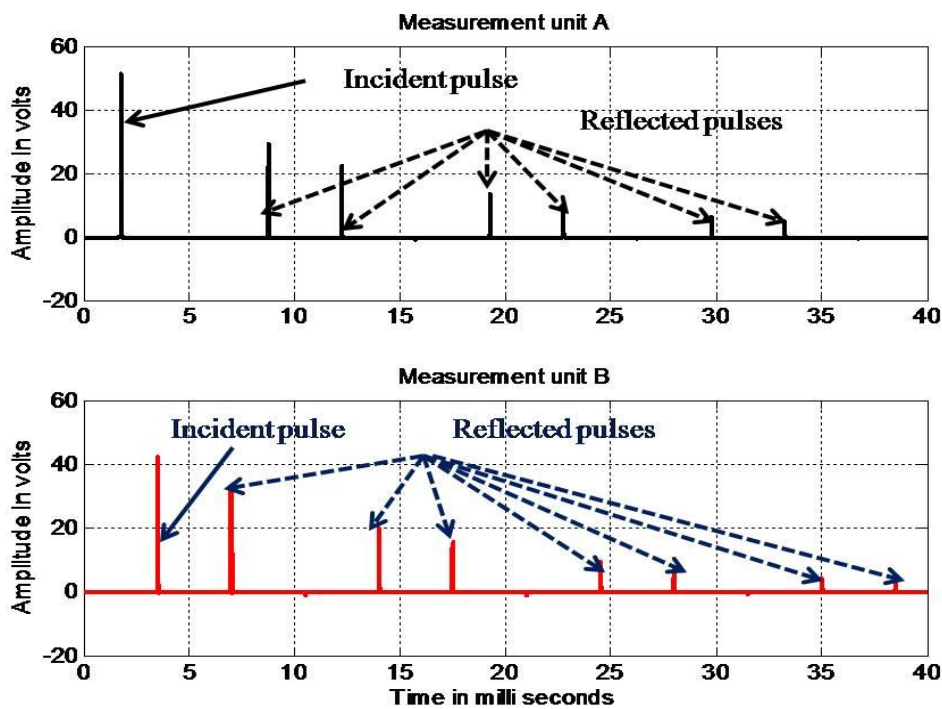 Measurement unit A
Amplitude in volts
60
40
20
0
-20
Incident pulse
Reflected pulses
0 5 10 15 20 25 30 35 40
Measurement unit B
Amplitude in volts
60
40
20
0
-20
Incident pulse
Reflected pulses
0 5 10 15 20 25 30 35 40
Time in milli seconds